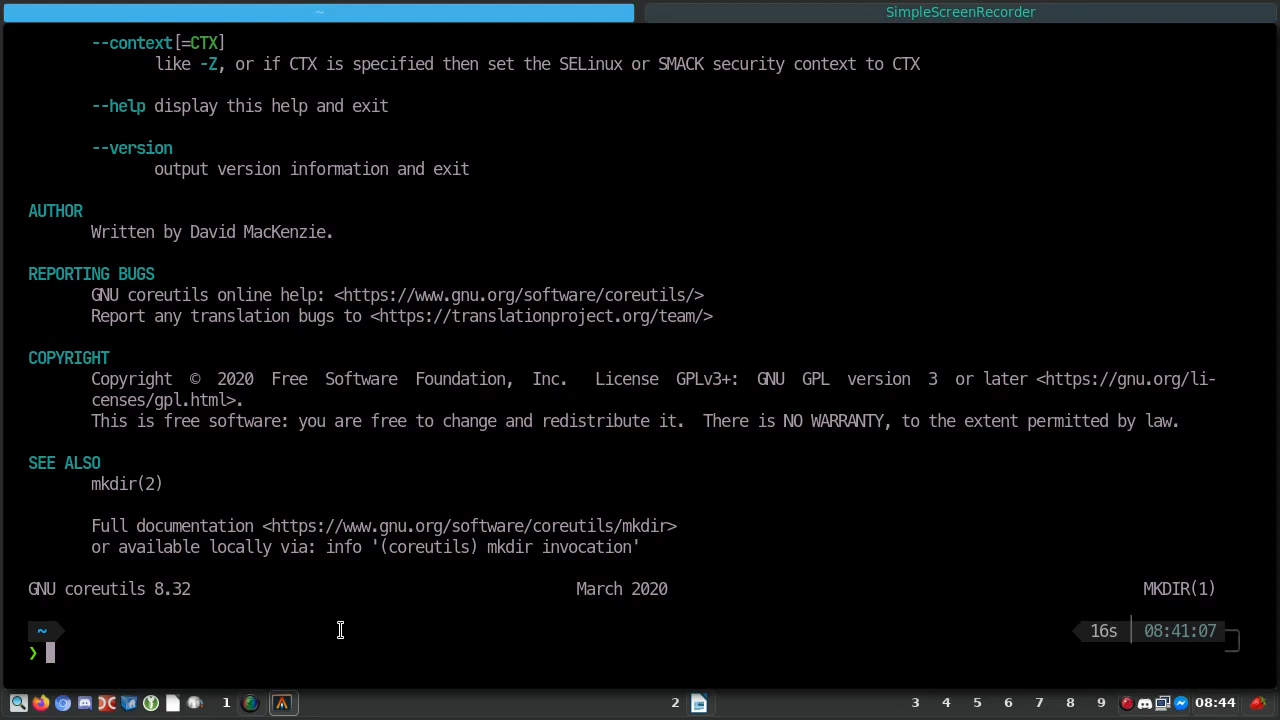 ~
SimpleScreenRecorder
--context[=CTX]
like -Z, or if CTX is specified then set the SELinux or SMACK security context to CTX
--help display this help and exit
--version
output version information and exit
AUTHOR
Written by David MacKenzie.
REPORTING BUGS
GNU coreutils online help: <https://www.gnu.org/software/coreutils/>
Report any translation bugs to <https://translationproject.org/team/>
COPYRIGHT
Copyright © 2020 Free Software Foundation, Inc. License GPLv3+: GNU GPL version 3 or later <https://gnu.org/li-
censes/gpl.html>.
This is free software: you are free to change and redistribute it. There is NO WARRANTY, to the extent permitted by law.
SEE ALSO
mkdir(2)
Full documentation <https://www.gnu.org/software/coreutils/mkdir>
or available locally via: info '(coreutils) mkdir invocation'
GNU coreutils 8.32 March 2020 MKDIR(1)
~ 16s 08:41:07
❯
1 2 3 4 5 6 7 8 9 08:44